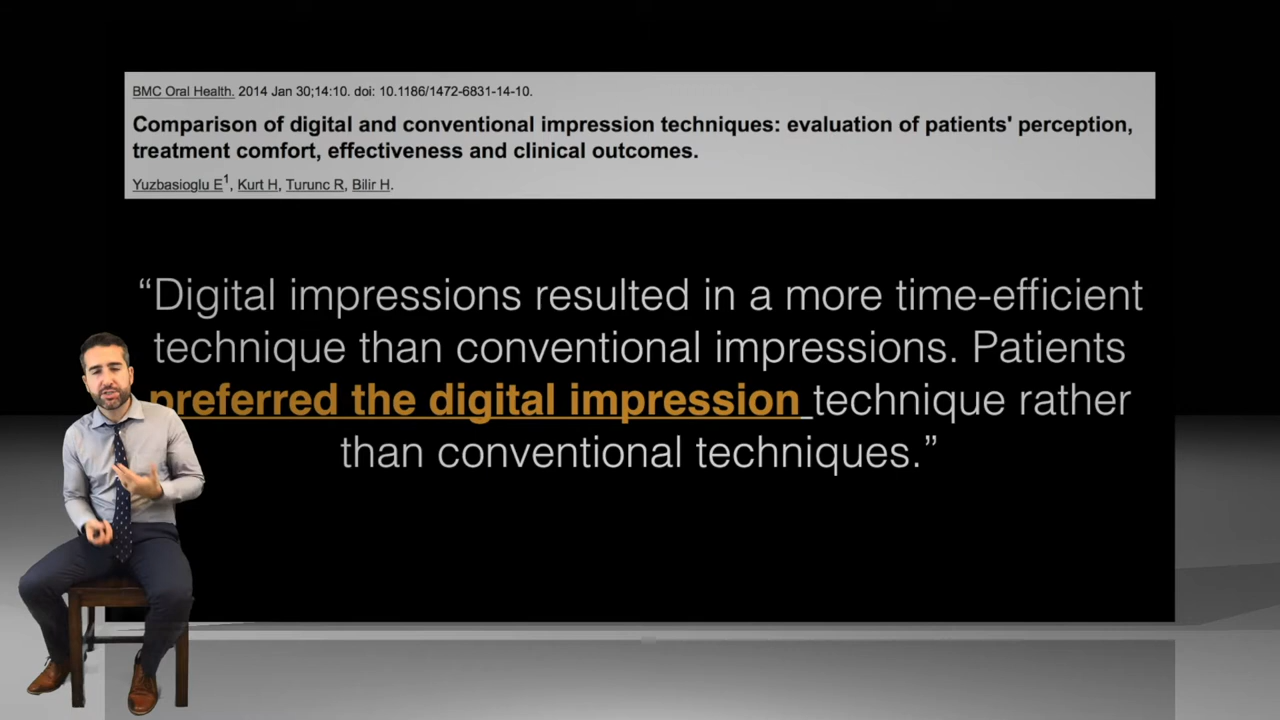 BMC Oral Health. 2014 Jan 30;14:10. doi: 10.1186/1472-6831-14-10.
Comparison of digital and conventional impression techniques: evaluation of patients' perception,
treatment comfort, effectiveness and clinical outcomes.
Yuzbasioglu E1, Kurt H, Turunc R, Bilir H.
“Digital impressions resulted in a more time-efficient
technique than conventional impressions. Patients
preferred the digital impression technique rather
than conventional techniques.”